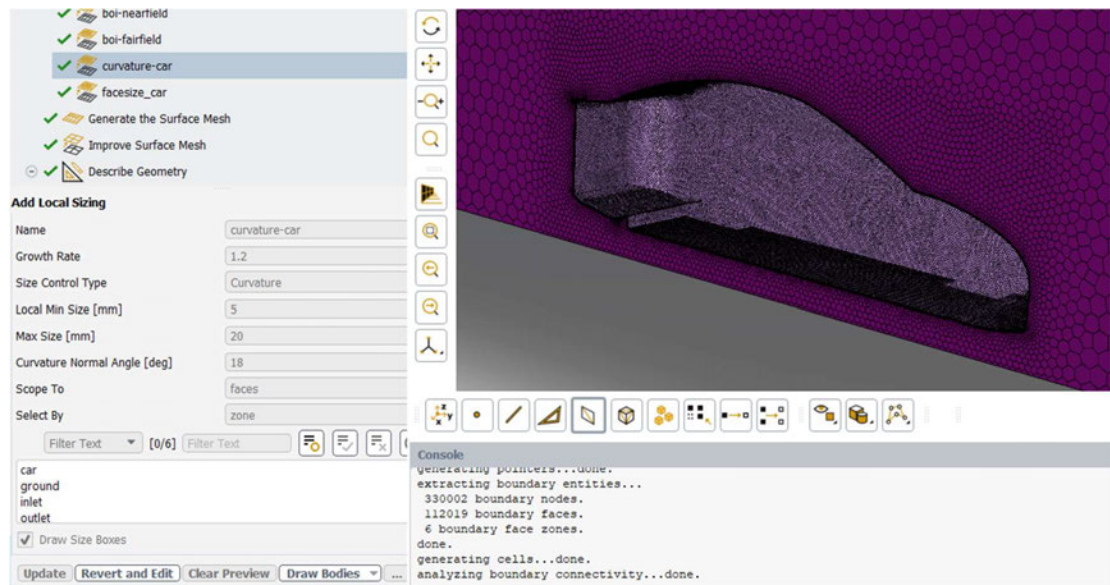 boi-nearfield
boi-fairfield
curvature-car
facesize_car
Generate the Surface Mesh
Improve Surface Mesh
Describe Geometry
Add Local Sizing
Name curvature-car
Growth Rate 1.2
Size Control Type Curvature
Local Min Size [mm] 5
Max Size [mm] 20
Curvature Normal Angle [deg] 18
Scope To faces
Select By zone
Filter Text [0/6] Filter Text
car
ground
inlet
outlet
Draw Size Boxes
Update Revert and Edit Clear Preview Draw Bodies ...
z
y
x
Console
generating pointers...done.
extracting boundary entities...
330002 boundary nodes.
112019 boundary faces.
6 boundary face zones.
done.
generating cells...done.
analyzing boundary connectivity...done.